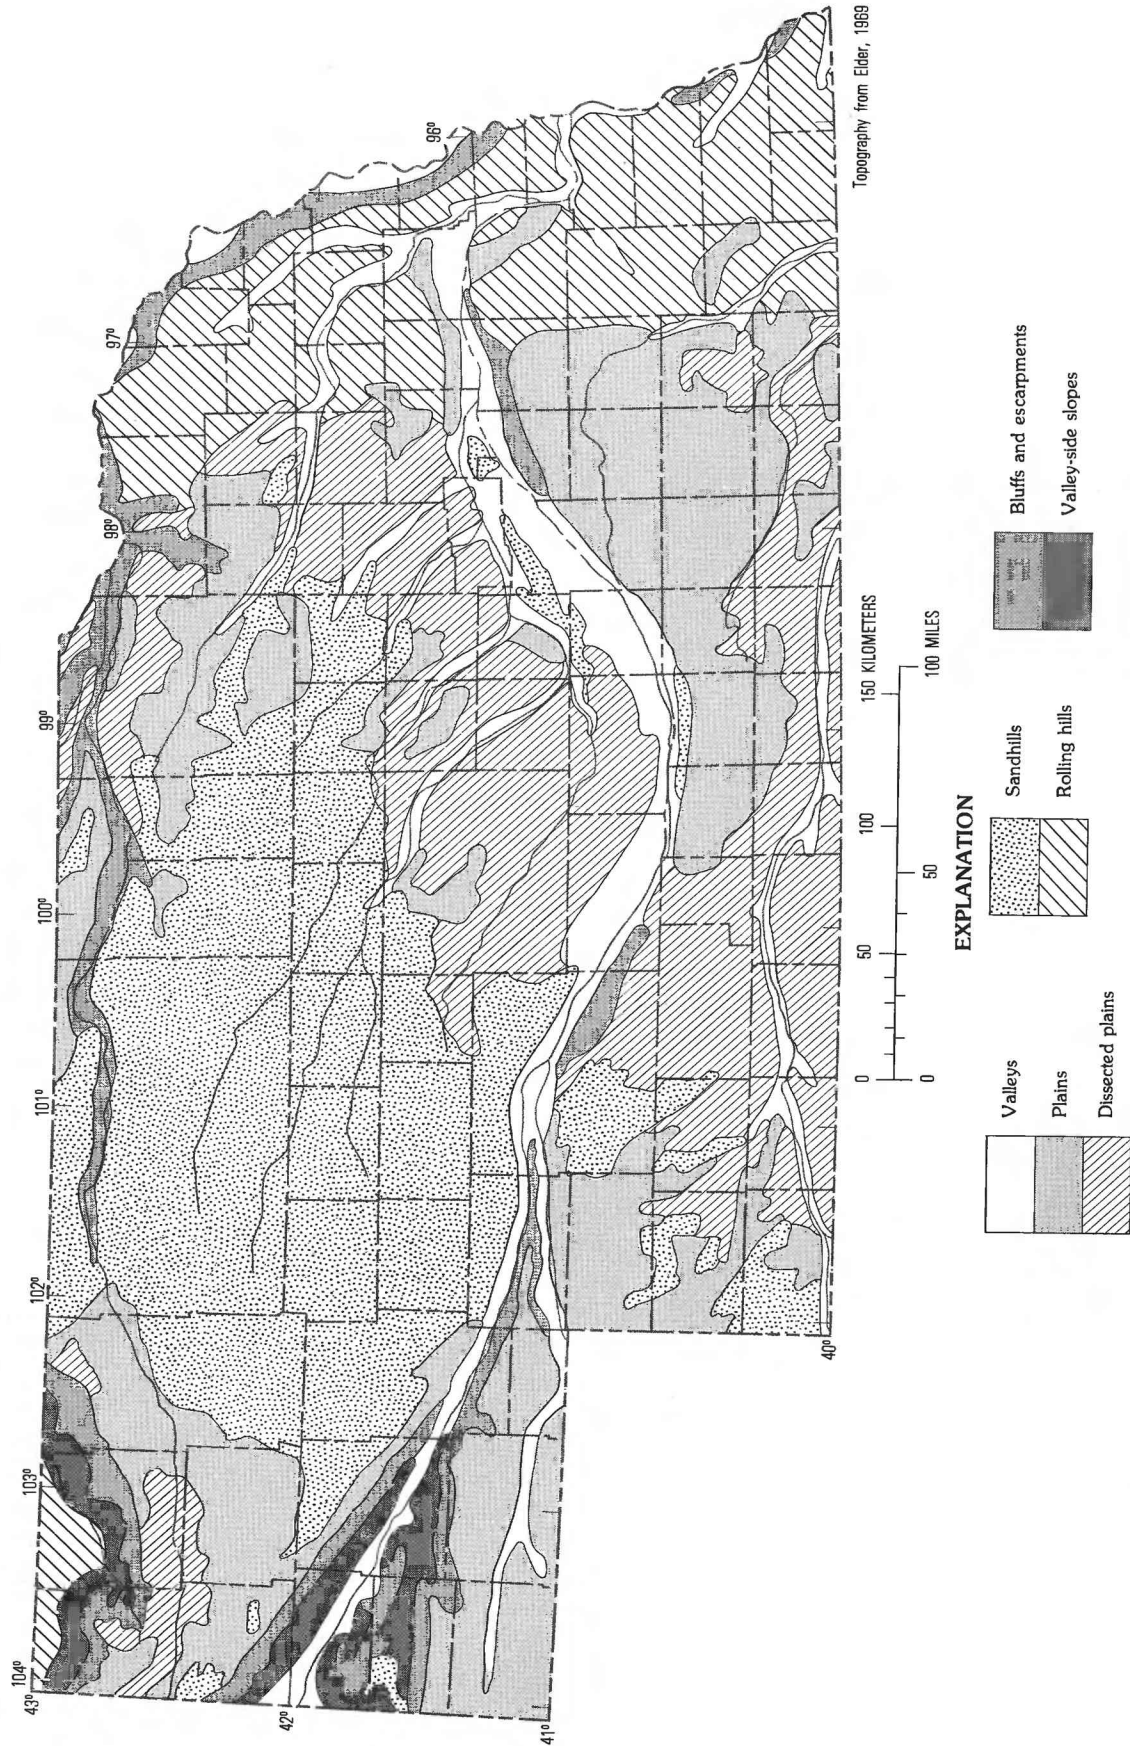 104°
103°
102°
101°
100°
99°
98°
97°
96°
43°
42°
41°
40°
Topography from Elder, 1969
0 50 100 150 KILOMETERS
0 50 100 MILES
EXPLANATION
Valleys
Plains
Dissected plains
Sandhills
Rolling hills
Bluffs and escarpments
Valley-side slopes